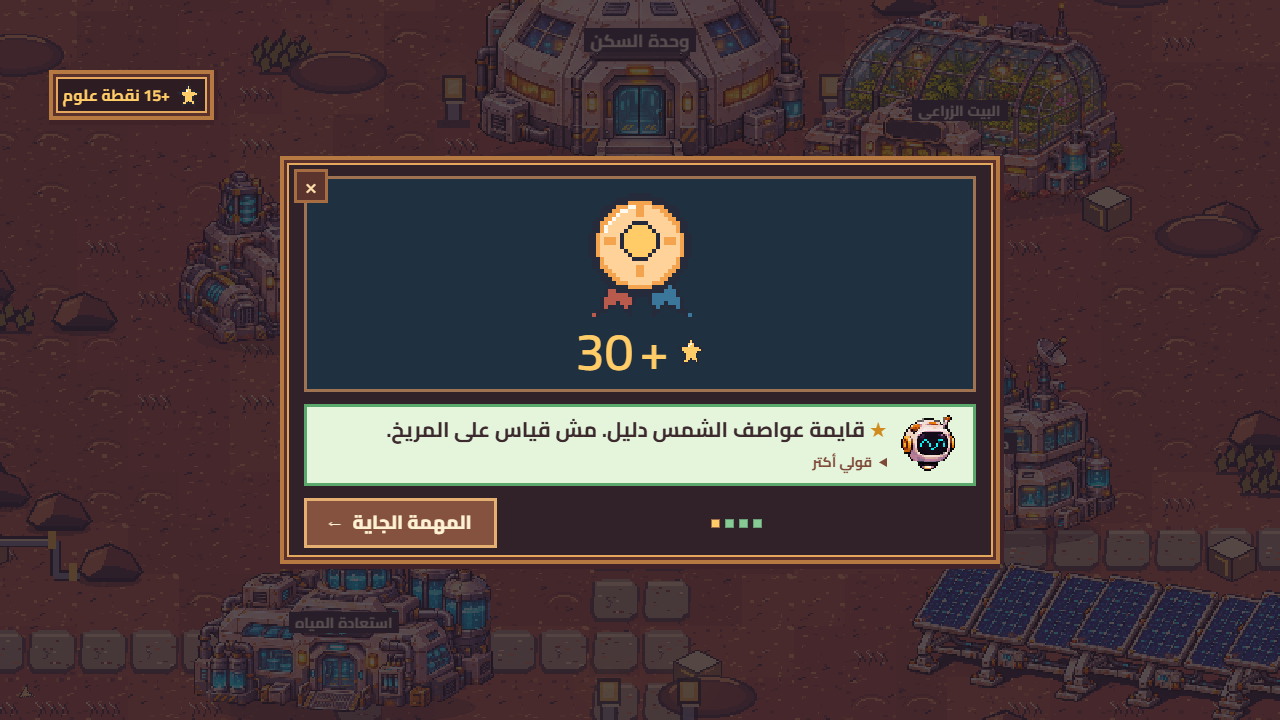 وحدة السكن
+15 نقطة علوم
البيت الزراعى
×
30+
★ قايمة عواصف الشمس دليل. مش قياس على المريخ.
◄ قولي أكتر
المهمة الجاية ←
استعادة المياه